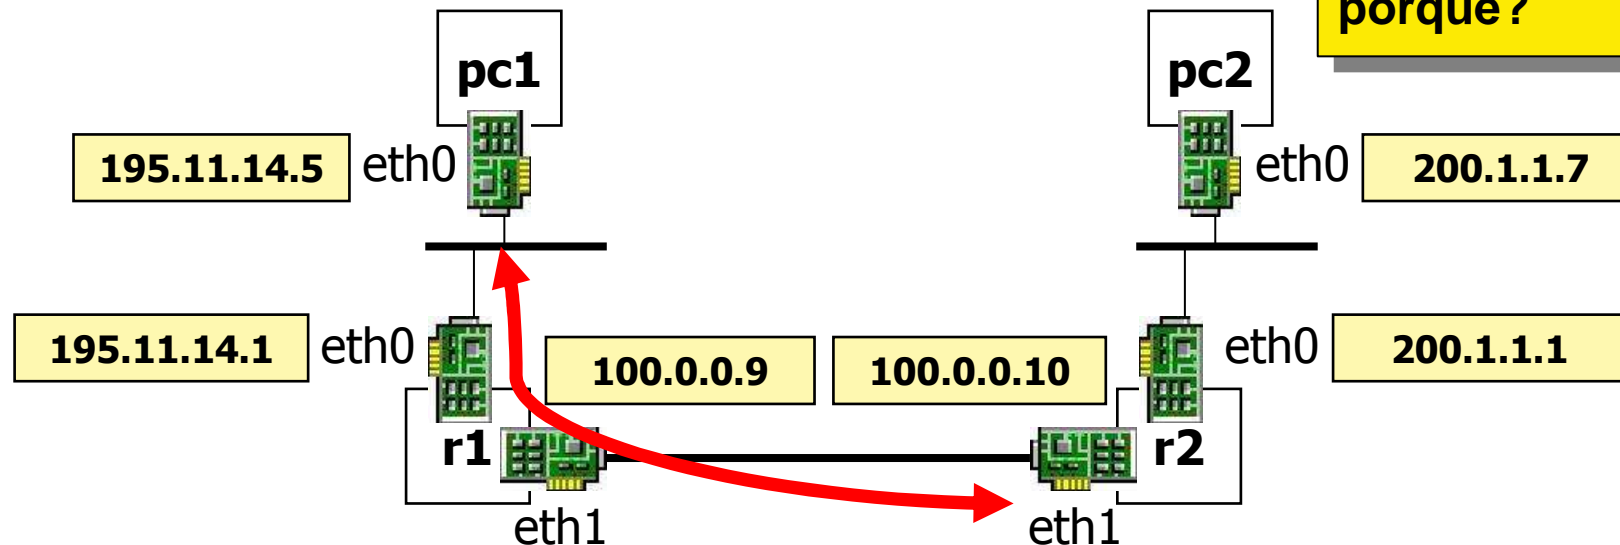 porque?
pc1
pc2
195.11.14.5
eth0
eth0
200.1.1.7
195.11.14.1
eth0
100.0.0.9
100.0.0.10
eth0
200.1.1.1
r1
r2
eth1
eth1